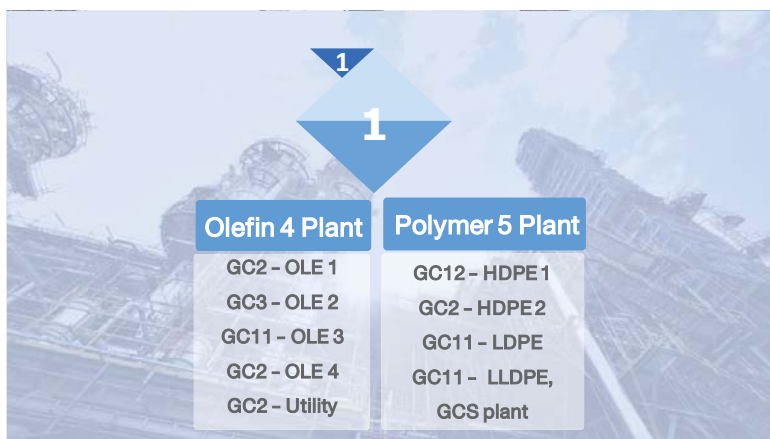 1
1
Olefin 4 Plant
GC2 – OLE 1
GC3 – OLE 2
GC11 – OLE 3
GC2 – OLE 4
GC2 – Utility
Polymer 5 Plant
GC12 – HDPE 1
GC2 – HDPE 2
GC11 – LDPE
GC11 – LLDPE,
GCS plant